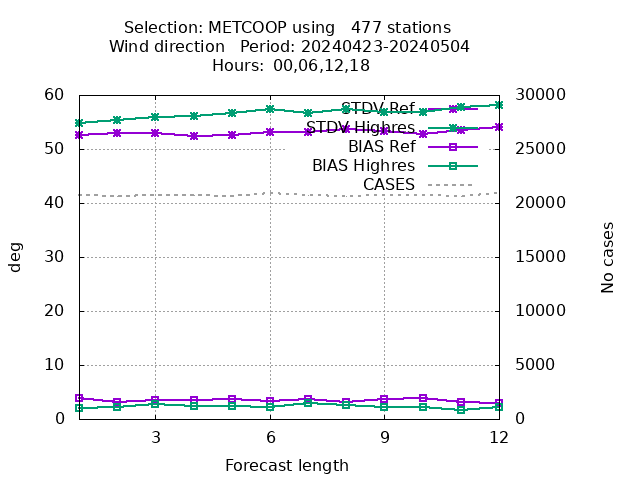 Selection: METCOOP using 477 stations
Wind direction Period: 20240423-20240504
Hours: 00,06,12,18
60 30000
STDV Ref
STDV Highres
50 25000
BIAS Ref
BIAS Highres
CASES
40 20000
30 15000
deg
No cases
20 10000
10 5000
0 0
3 6 9 12
Forecast length